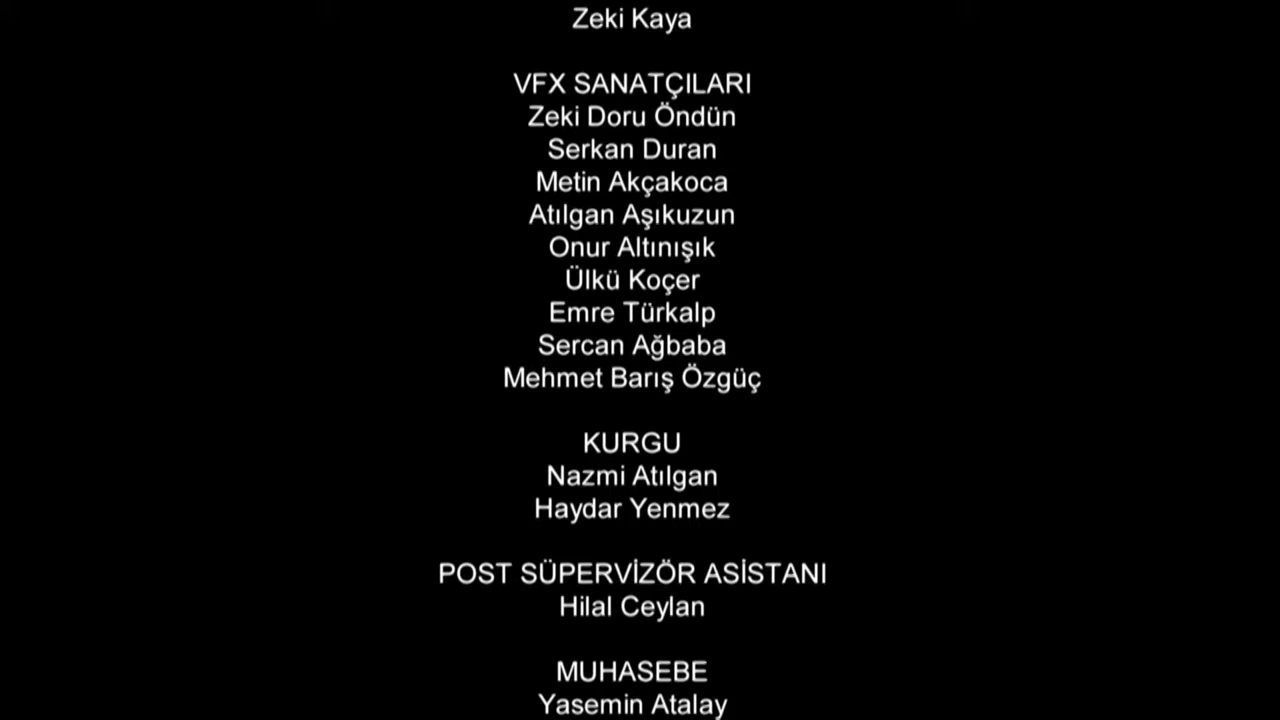 Zeki Kaya
VFX SANATÇILARI
Zeki Doru Öndün
Serkan Duran
Metin Akçakoca
Atılgan Aşıkuzun
Onur Altınışık
Ülkü Koçer
Emre Türkalp
Sercan Ağbaba
Mehmet Barış Özgüç
KURGU
Nazmi Atılgan
Haydar Yenmez
POST SÜPERVİZÖR ASİSTANI
Hilal Ceylan
MUHASEBE
Yasemin Atalay